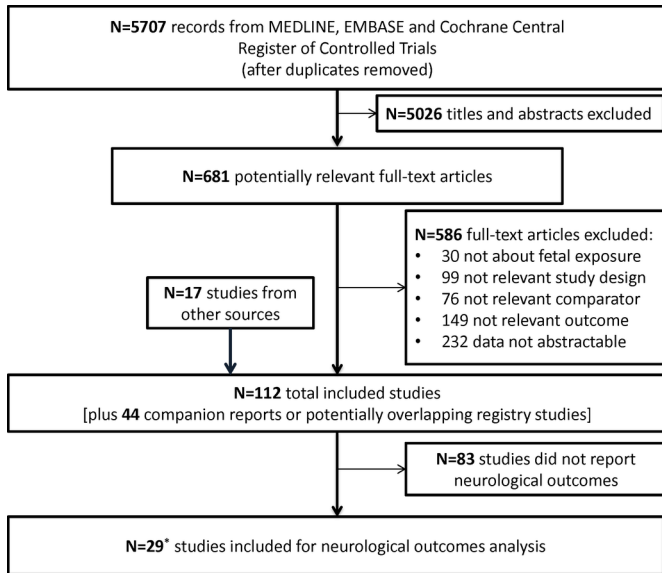 N=5707 records from MEDLINE, EMBASE and Cochrane Central
Register of Controlled Trials
(after duplicates removed)
N=5026 titles and abstracts excluded
N=681 potentially relevant full-text articles
N=586 full-text articles excluded:
• 30 not about fetal exposure
• 99 not relevant study design
• 76 not relevant comparator
• 149 not relevant outcome
• 232 data not abstractable
N=17 studies from
other sources
N=112 total included studies
[plus 44 companion reports or potentially overlapping registry studies]
N=83 studies did not report
neurological outcomes
N=29* studies included for neurological outcomes analysis